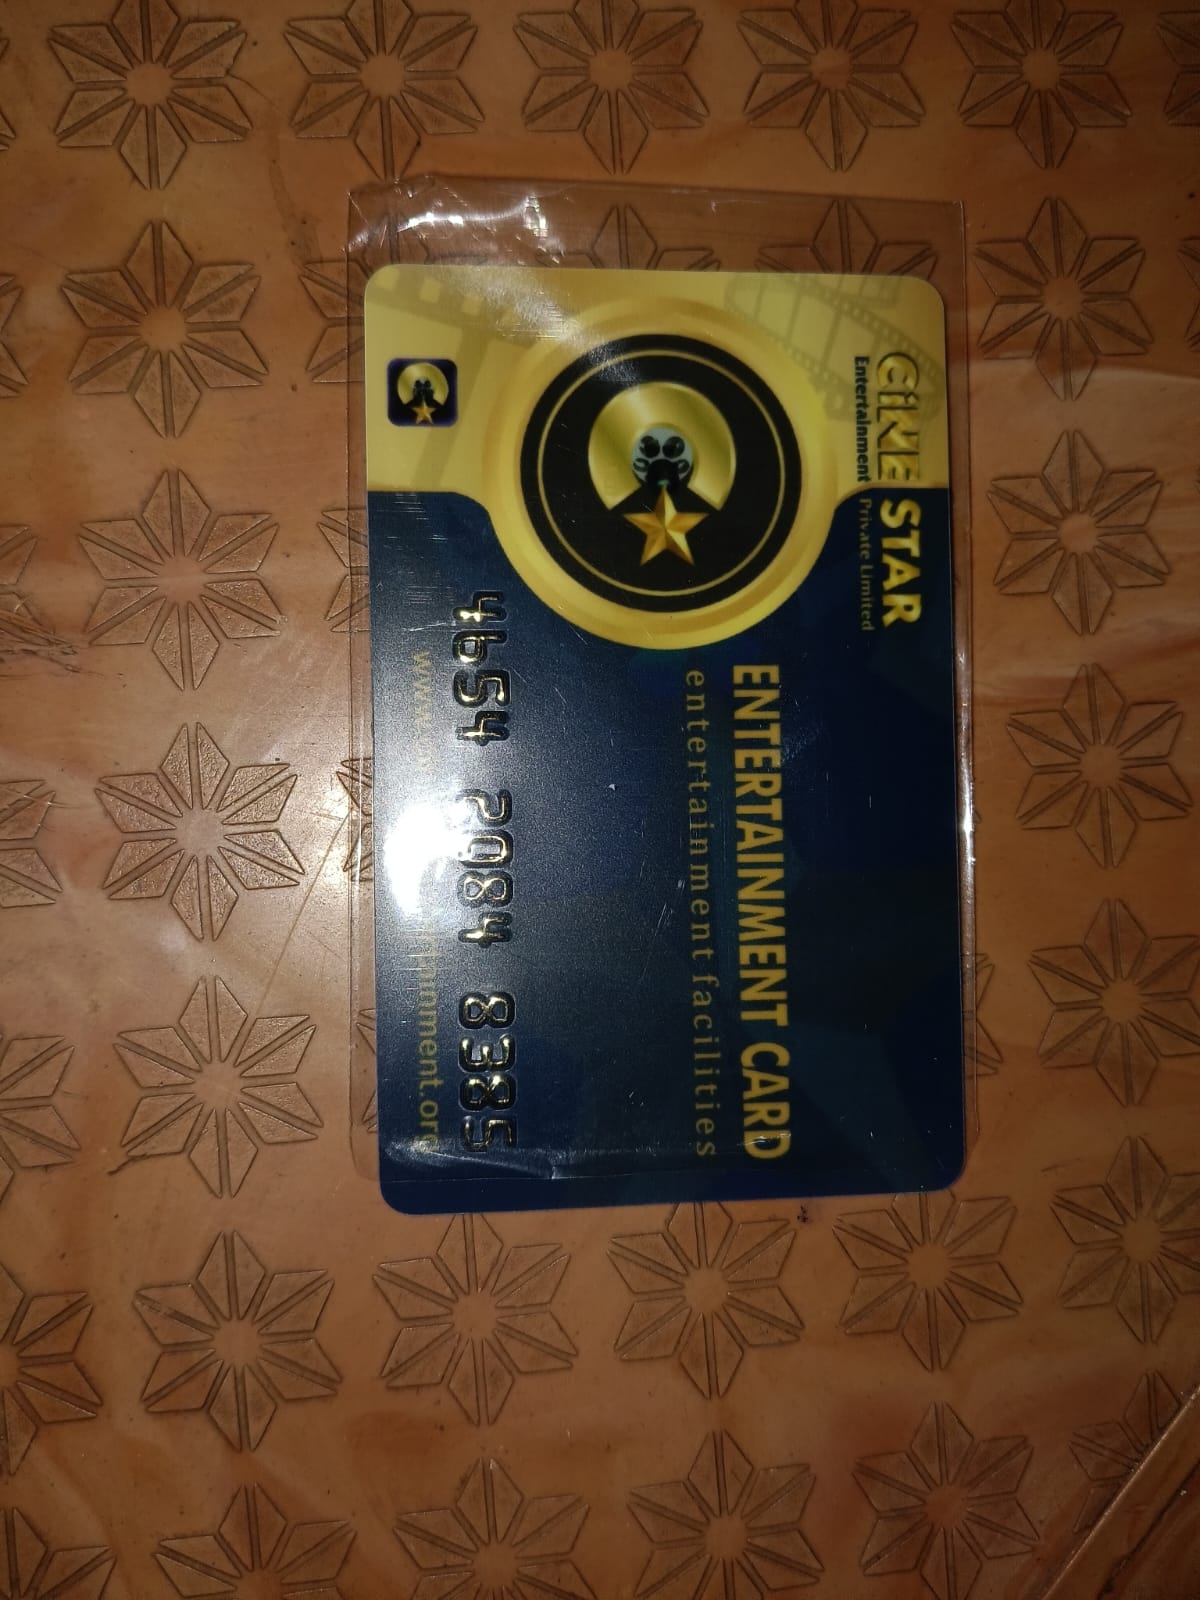 CiNE STAR
Entertainment Private Limited
ENTERTAINMENT CARD
entertainment facilities
4654 2084 8385